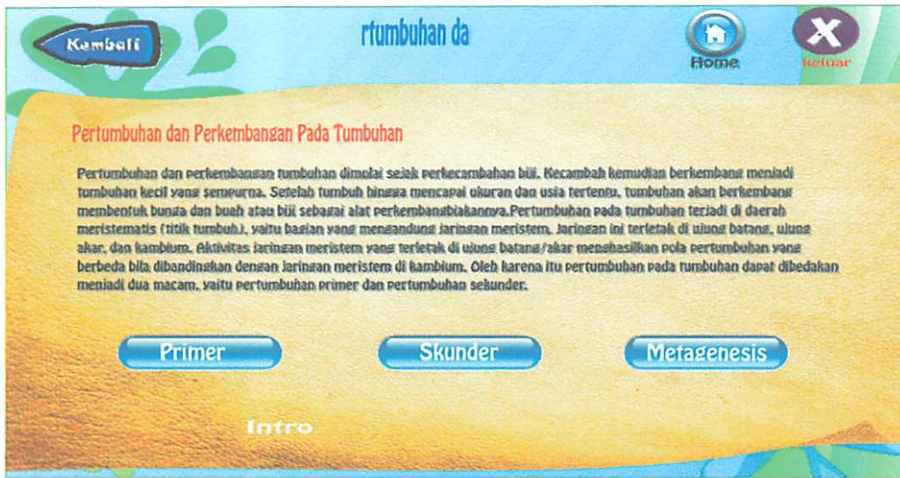 Kembali
rtumbuhan da
Home
Keluar
Pertumbuhan dan Perkembangan Pada Tumbuhan
Pertumbuhan dan perkembangan tumbuhan dimulai sejak perkecambahan biji. Kecambah kemudian berkembang menjadi
tumbuhan kecil yang sempurna. Setelah tumbuh hingga mencapai ukuran dan usia tertentu, tumbuhan akan berkembang
membentuk bunga dan buah atau biji sebagai alat perkembangbiakannya.Pertumbuhan pada tumbuhan terjadi di daerah
meristematis (titik tumbuh), yaitu bagian yang mengandung jaringan meristem. Jaringan ini terletak di ujung batang, ujung
akar, dan kambium. Aktivitas jaringan meristem yang terletak di ujung batang/akar menghasilkan pola pertumbuhan yang
berbeda bila dibandingkan dengan jaringan meristem di kambium. Oleh karena itu pertumbuhan pada tumbuhan dapat dibedakan
menjadi dua macam, yaitu pertumbuhan primer dan pertumbuhan sekunder.
Primer
Skunder
Metagenesis
Intro